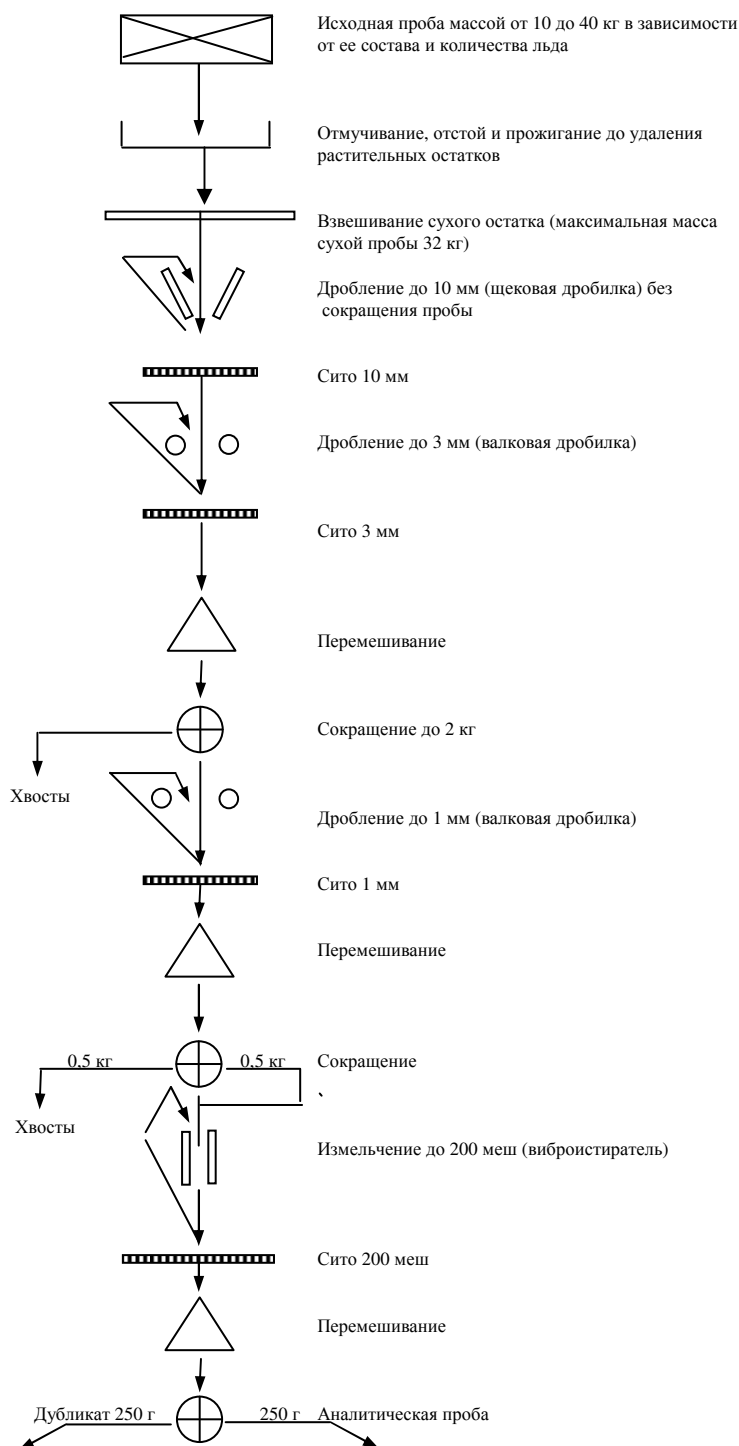 Исходная проба массой от 10 до 40 кг в зависимости
от ее состава и количества льда
Отмучивание, отстой и прожигание до удаления
растительных остатков
Взвешивание сухого остатка (максимальная масса
сухой пробы 32 кг)
Дробление до 10 мм (щековая дробилка) без
сокращения пробы
Сито 10 мм
Дробление до 3 мм (валковая дробилка)
Сито 3 мм
Перемешивание
Сокращение до 2 кг
Хвосты
Дробление до 1 мм (валковая дробилка)
Сито 1 мм
Перемешивание
0,5 кг 0,5 кг Сокращение
Хвосты
Измельчение до 200 меш (виброистиратель)
Сито 200 меш
Перемешивание
Дубликат 250 г 250 г Аналитическая проба